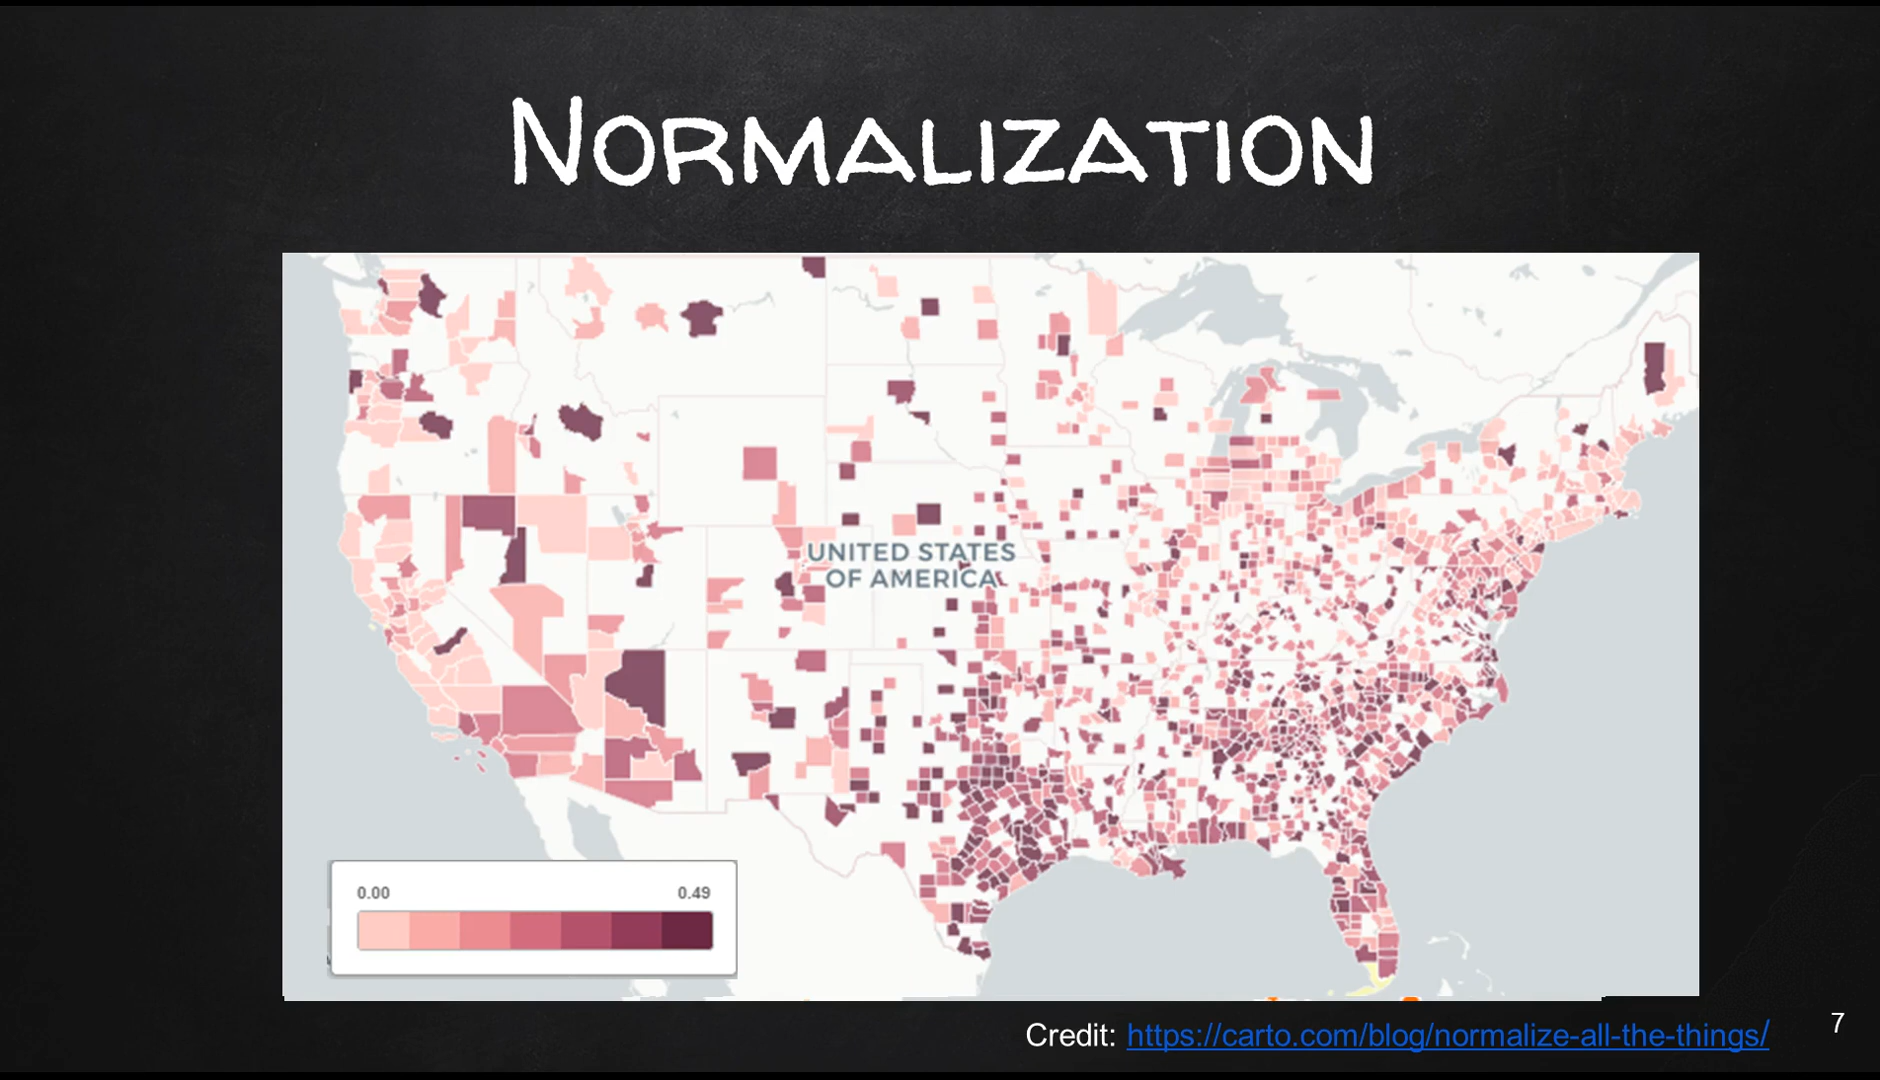 NORMALIZATION
UNITED STATES
OF AMERICA
0.00 0.49
Credit: https://carto.com/blog/normalize-all-the-things/
7